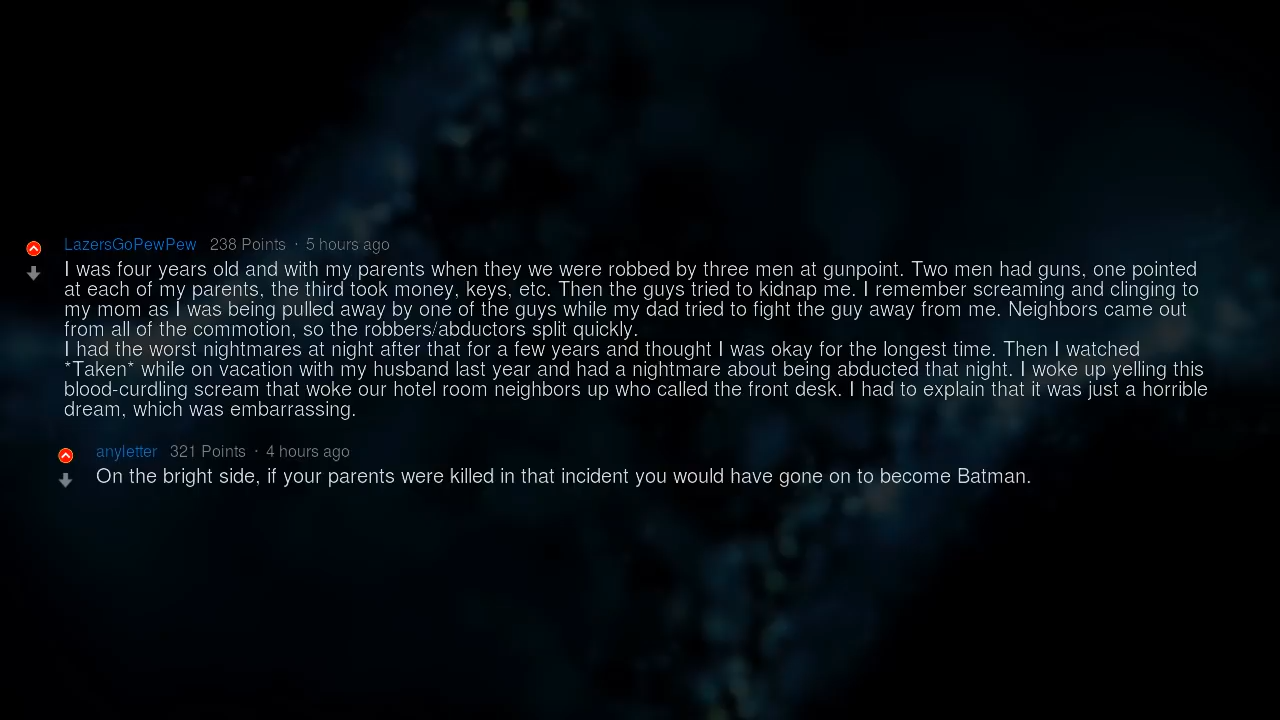 LazersGoPewPew 238 Points · 5 hours ago
I was four years old and with my parents when they we were robbed by three men at gunpoint. Two men had guns, one pointed
at each of my parents, the third took money, keys, etc. Then the guys tried to kidnap me. I remember screaming and clinging to
my mom as I was being pulled away by one of the guys while my dad tried to fight the guy away from me. Neighbors came out
from all of the commotion, so the robbers/abductors split quickly.
I had the worst nightmares at night after that for a few years and thought I was okay for the longest time. Then I watched
*Taken* while on vacation with my husband last year and had a nightmare about being abducted that night. I woke up yelling this
blood-curdling scream that woke our hotel room neighbors up who called the front desk. I had to explain that it was just a horrible
dream, which was embarrassing.
anyletter 321 Points · 4 hours ago
On the bright side, if your parents were killed in that incident you would have gone on to become Batman.